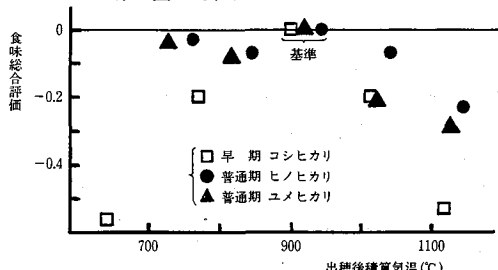 食味総合評価
0
-0.2
-0.4
基準
□ 早期 コシヒカリ
● 普通期 ヒノヒカリ
▲ 普通期 ユメヒカリ
700 900 1100
出穂後積算気温(℃)